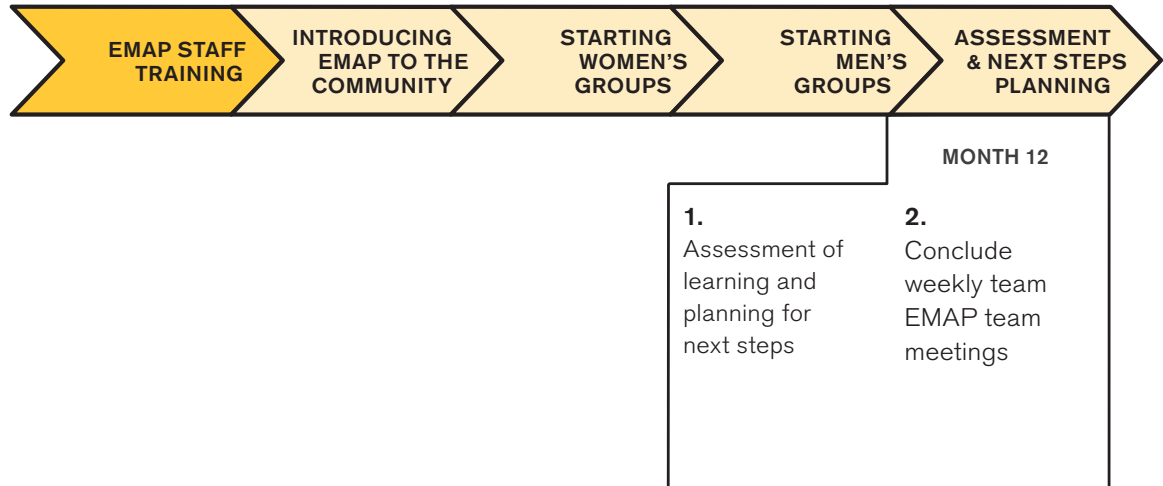 EMAP STAFF
TRAINING
INTRODUCING
EMAP TO THE
COMMUNITY
STARTING
WOMEN'S
GROUPS
STARTING
MEN'S
GROUPS
ASSESSMENT
& NEXT STEPS
PLANNING
MONTH 12
1.
Assessment of
learning and
planning for
next steps
2.
Conclude
weekly team
EMAP team
meetings